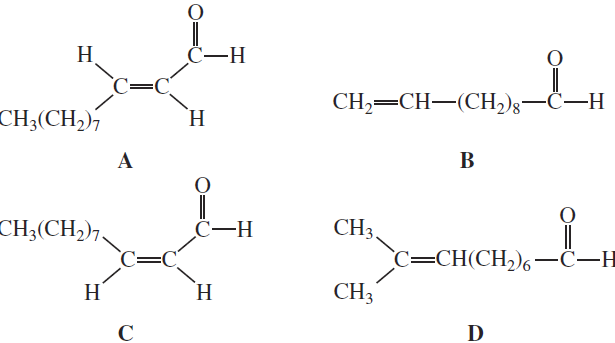 O
H C—H
C=C
CH₃(CH₂)₇ H
A
O
CH₂=CH—(CH₂)₈—C—H
B
O
CH₃(CH₂)₇ C—H
C=C
H H
C
CH₃ O
C=CH(CH₂)₆—C—H
CH₃
D